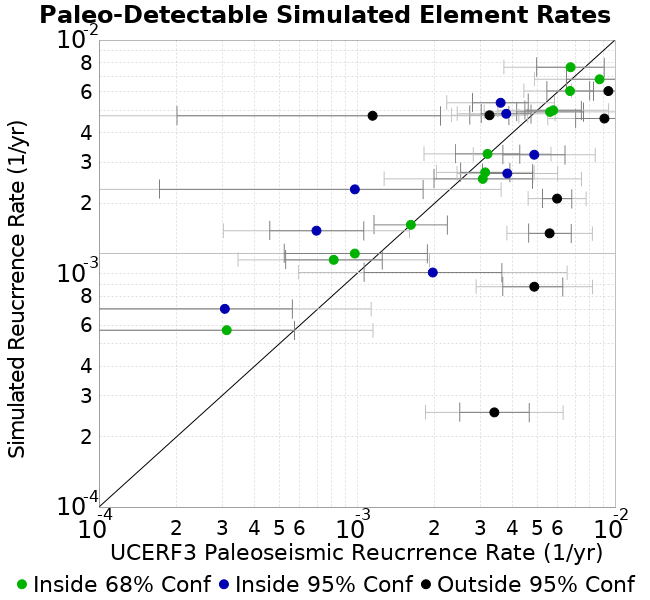 Paleo-Detectable Simulated Element Rates
10-2
8
6
4
3
2
10-3
8
6
4
3
2
10-4
Simulated Reucrrence Rate (1/yr)
10-4 2 3 4 5 6 10-3 2 3 4 5 6 10-2
UCERF3 Paleoseismic Reucrrence Rate (1/yr)
Inside 68% Conf Inside 95% Conf Outside 95% Conf